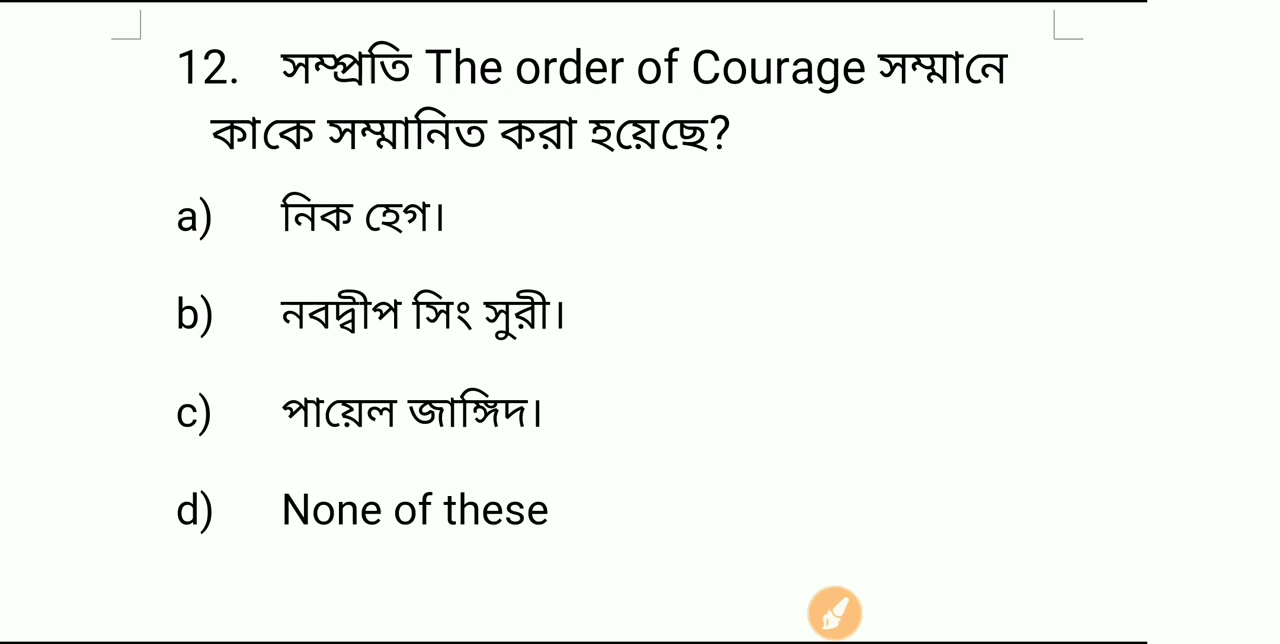 12. সম্প্রতি The order of Courage সম্মানে
কাকে সম্মানিত করা হয়েছে?
a) নিক হেগ।
b) নবদ্বীপ সিং সুরী।
c) পায়েল জাঙ্গিদ।
d) None of these